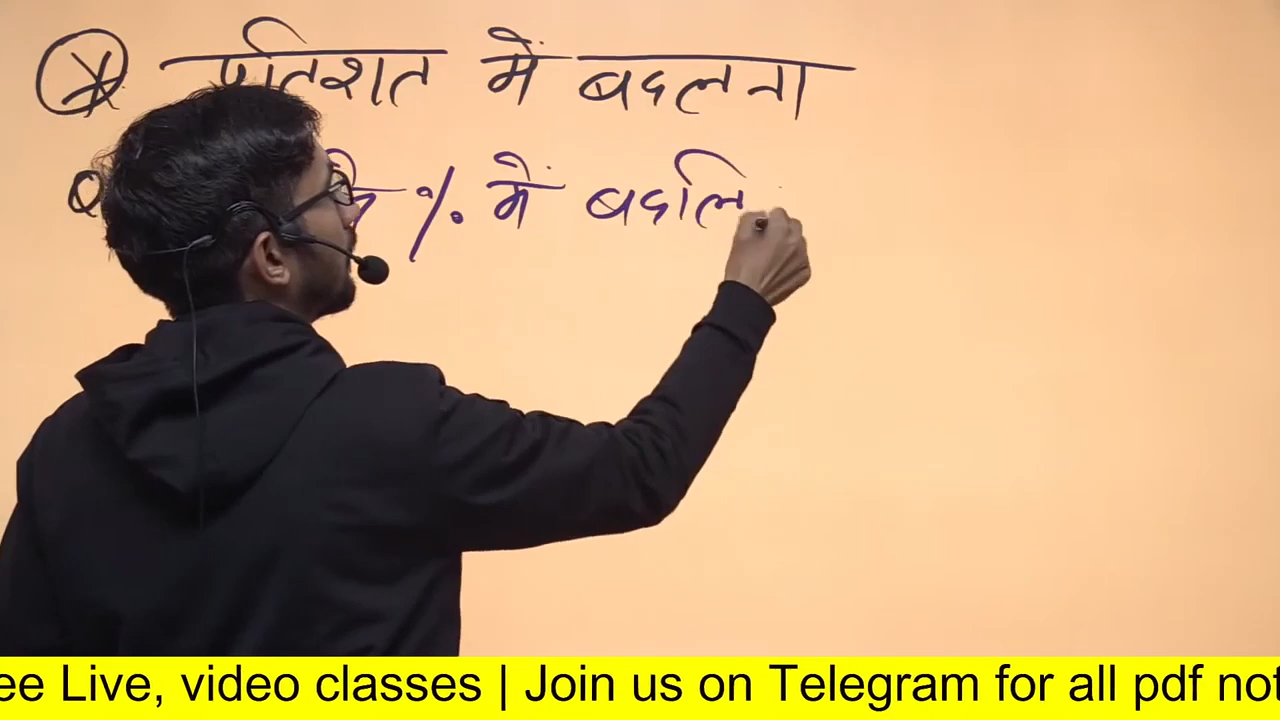 प्रतिशत में बदलना
% में बदलि
ee Live, video classes | Join us on Telegram for all pdf not